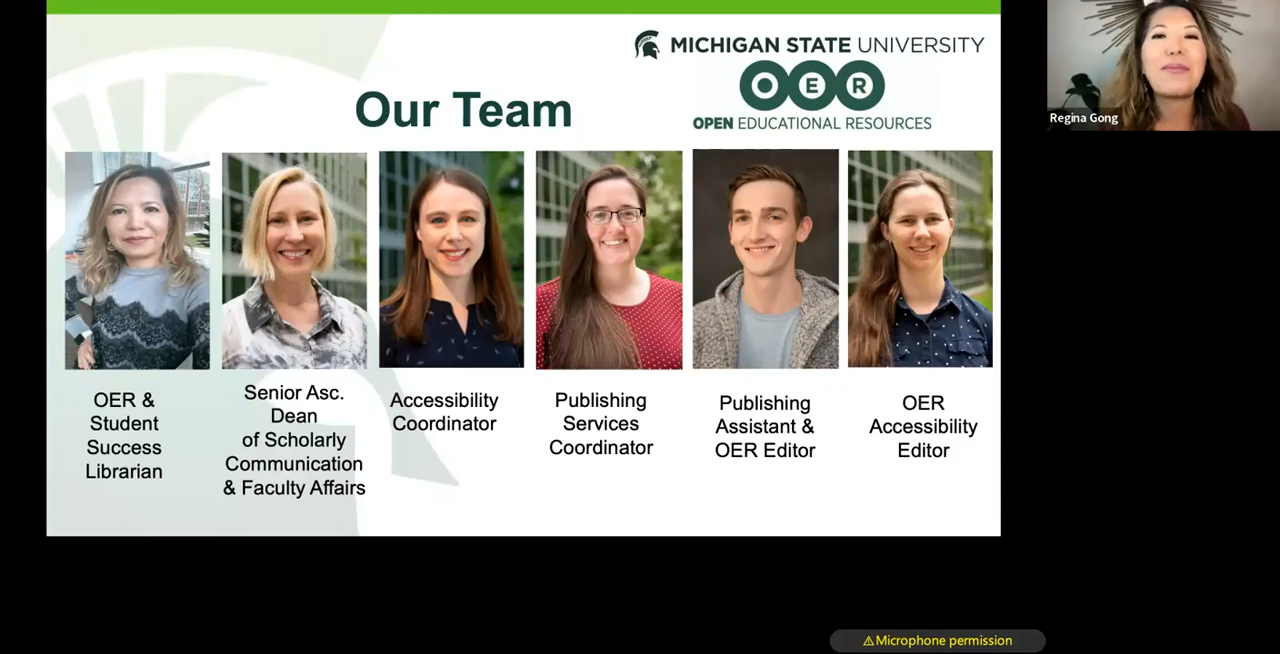 MICHIGAN STATE UNIVERSITY
OER
OPEN EDUCATIONAL RESOURCES
Our Team
Regina Gong
OER &
Student
Success
Librarian
Senior Asc.
Dean
of Scholarly
Communication
& Faculty Affairs
Accessibility
Coordinator
Publishing
Services
Coordinator
Publishing
Assistant &
OER Editor
OER
Accessibility
Editor
Microphone permission